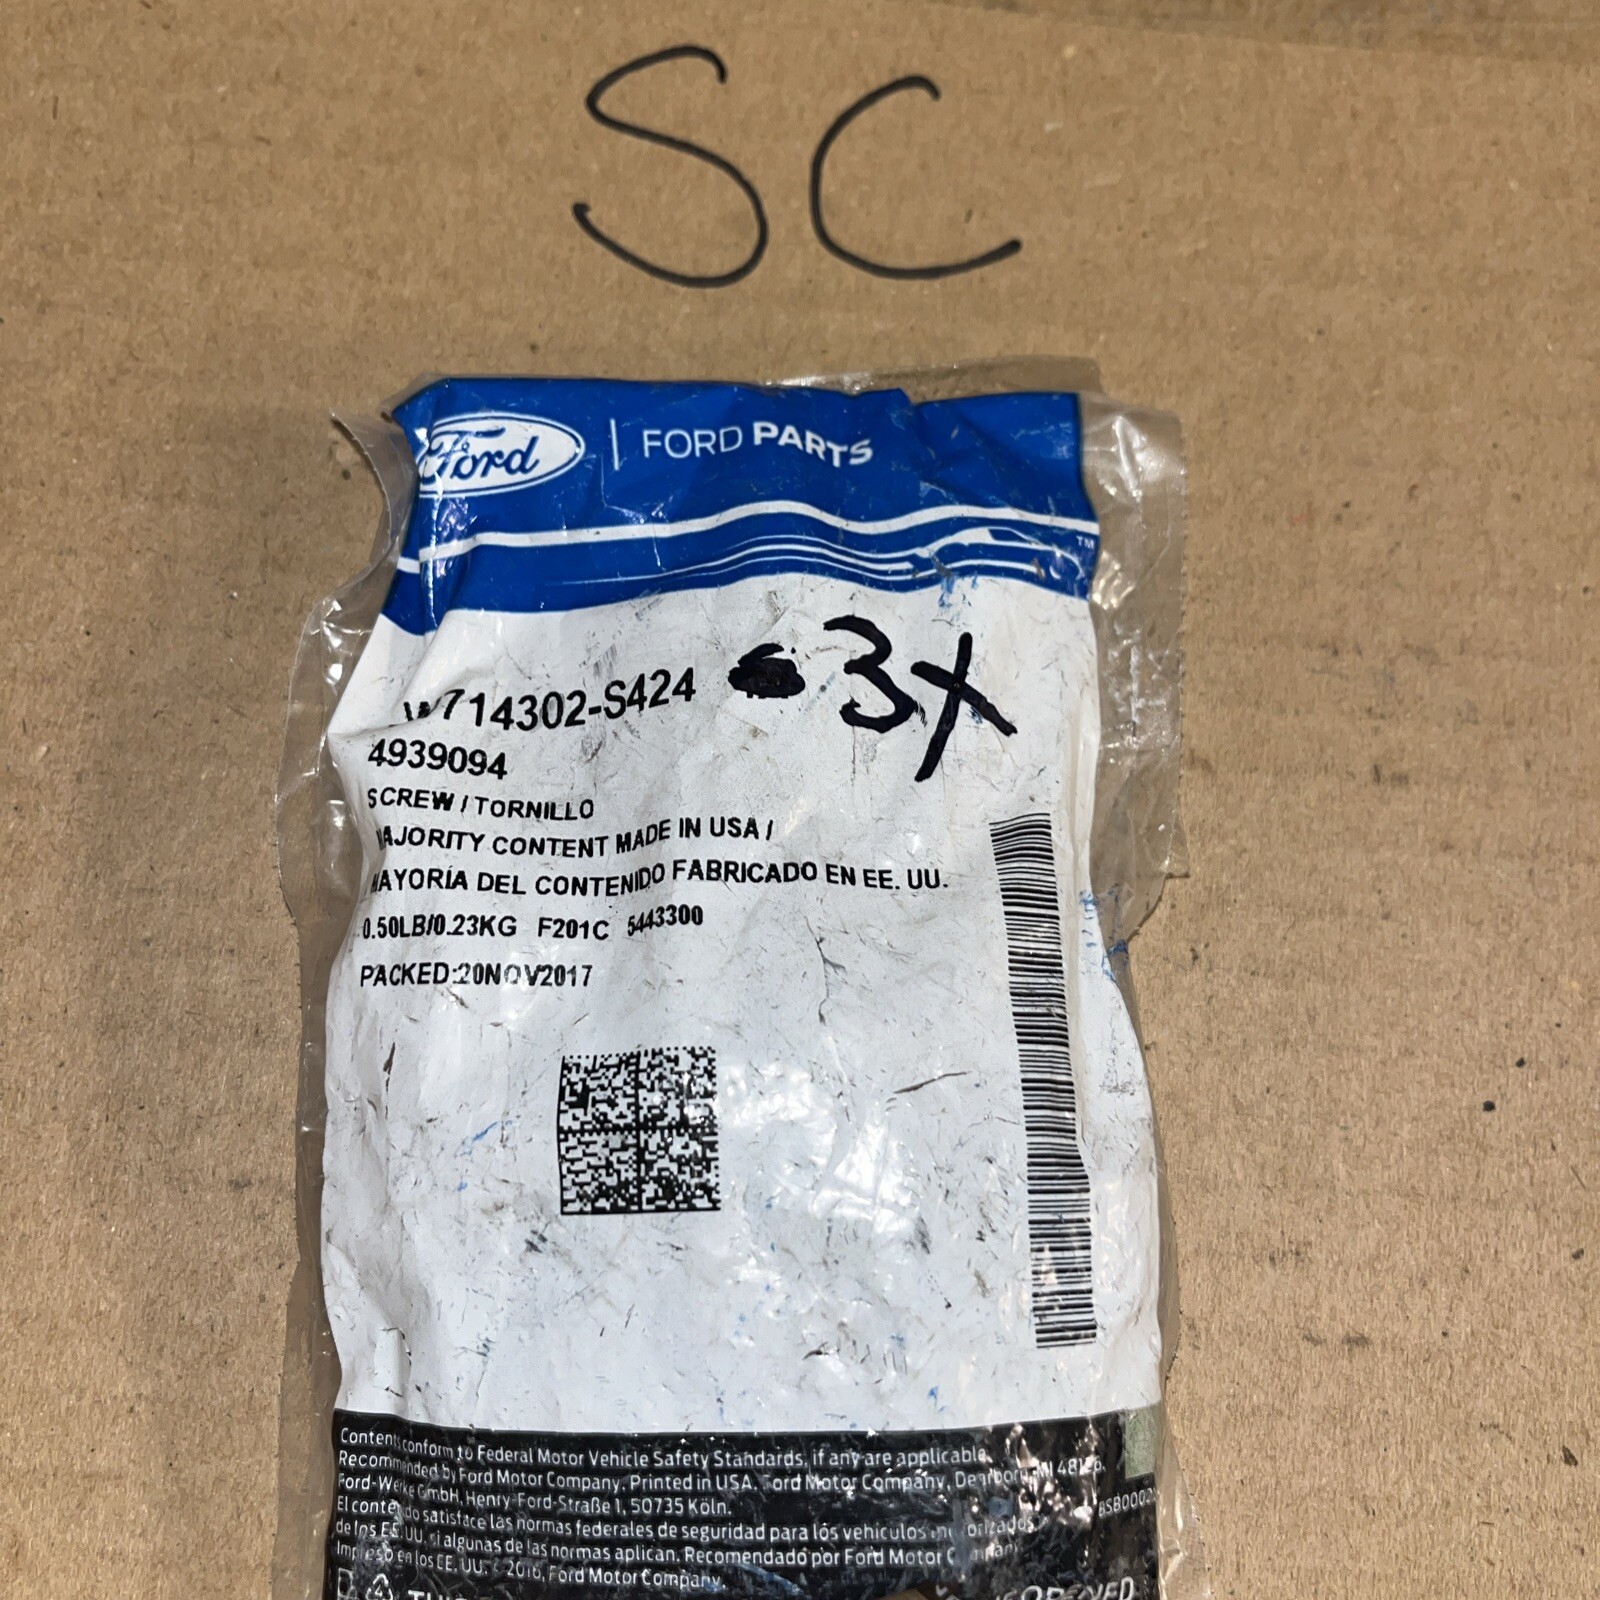 SC
Ford | FORD PARTS
TM
W714302-S424 3X
4939094
SCREW / TORNILLO
MAJORITY CONTENT MADE IN USA /
MAYORÍA DEL CONTENIDO FABRICADO EN EE. UU.
0.50LB/0.23KG F201C 5443300
PACKED:20NOV2017
Contents conform to Federal Motor Vehicle Safety Standards, if any are applicable.
Recommended by Ford Motor Company. Printed in USA. Ford Motor Company, Dearborn, MI 48126.
Ford-Werke GmbH, Henry-Ford-Straße 1, 50735 Köln.
El contenido satisface las normas federales de seguridad para los vehículos motorizados
de los EE.UU. si algunas de las normas aplican. Recomendado por Ford Motor Company.
Impreso en los EE. UU. © 2016, Ford Motor Company.
OPENED